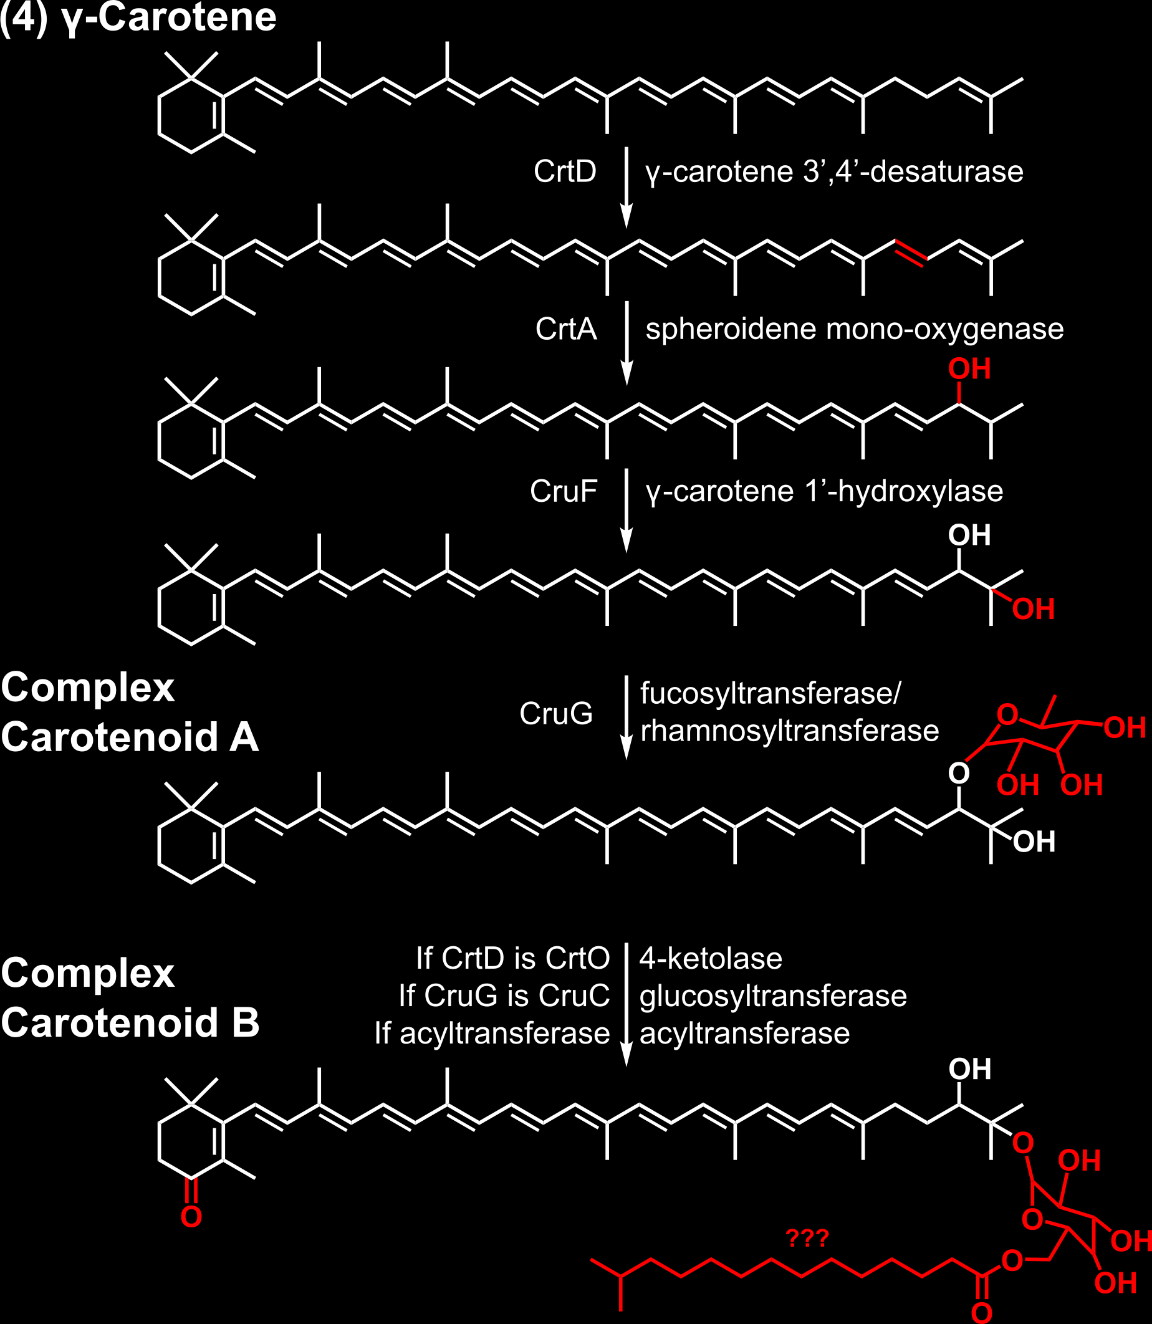 (4) γ-Carotene
CrtD γ-carotene 3’,4’-desaturase
CrtA spheroidene mono-oxygenase
OH
CruF γ-carotene 1’-hydroxylase
OH
OH
Complex
Carotenoid A
CruG fucosyltransferase/
rhamnosyltransferase
O OH
O OH OH
OH
Complex
Carotenoid B
If CrtD is CrtO 4-ketolase
If CruG is CruC glucosyltransferase
If acyltransferase acyltransferase
OH
O
OH
O O
??? OH
O
OH
O